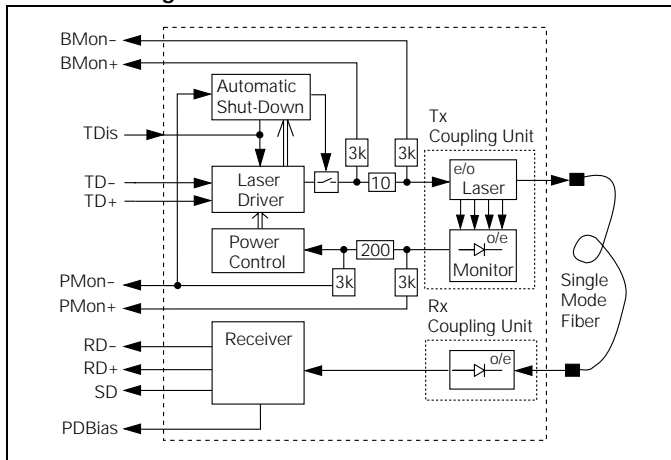 BMon-
BMon+
Automatic
Shut-Down
TDis
TD-
TD+
Laser
Driver
3k
10
3k
Tx
Coupling Unit
e/o
Laser
o/e
Monitor
Power
Control
200
3k
3k
PMon-
PMon+
Single
Mode
Fiber
Rx
Coupling Unit
o/e
Receiver
RD-
RD+
SD
PDBias